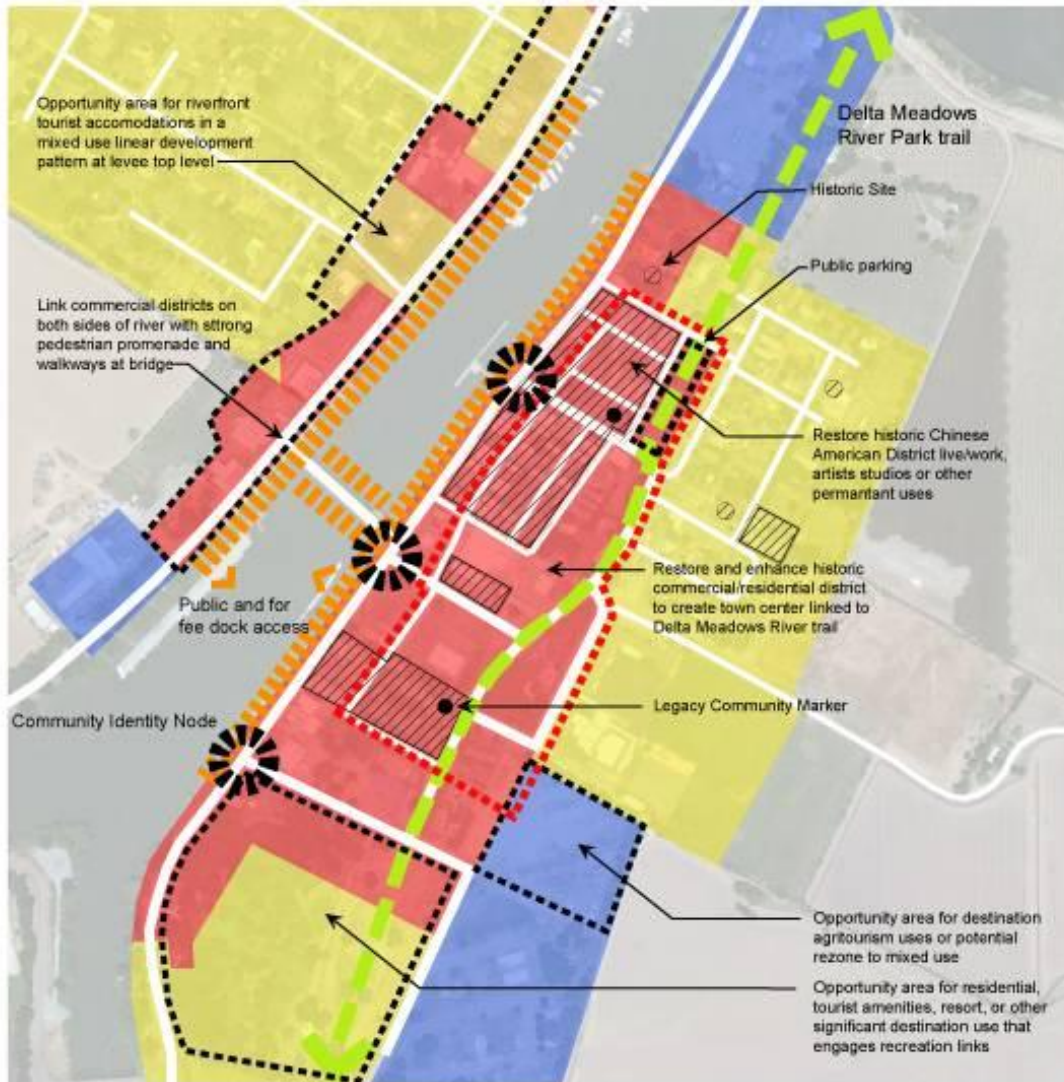 Opportunity area for riverfront
tourist accomodations in a
mixed use linear development
pattern at levee top level
Link commercial districts on
both sides of river with sttrong
pedestrian promenade and
walkways at bridge
Public and for
fee dock access
Community Identity Node
Delta Meadows
River Park trail
Historic Site
Public parking
Restore historic Chinese
American District live/work,
artists studios or other
permantant uses
Restore and enhance historic
commercial/residential district
to create town center linked to
Delta Meadows River trail
Legacy Community Marker
Opportunity area for destination
agritourism uses or potential
rezone to mixed use
Opportunity area for residential,
tourist amenities, resort, or other
significant destination use that
engages recreation links